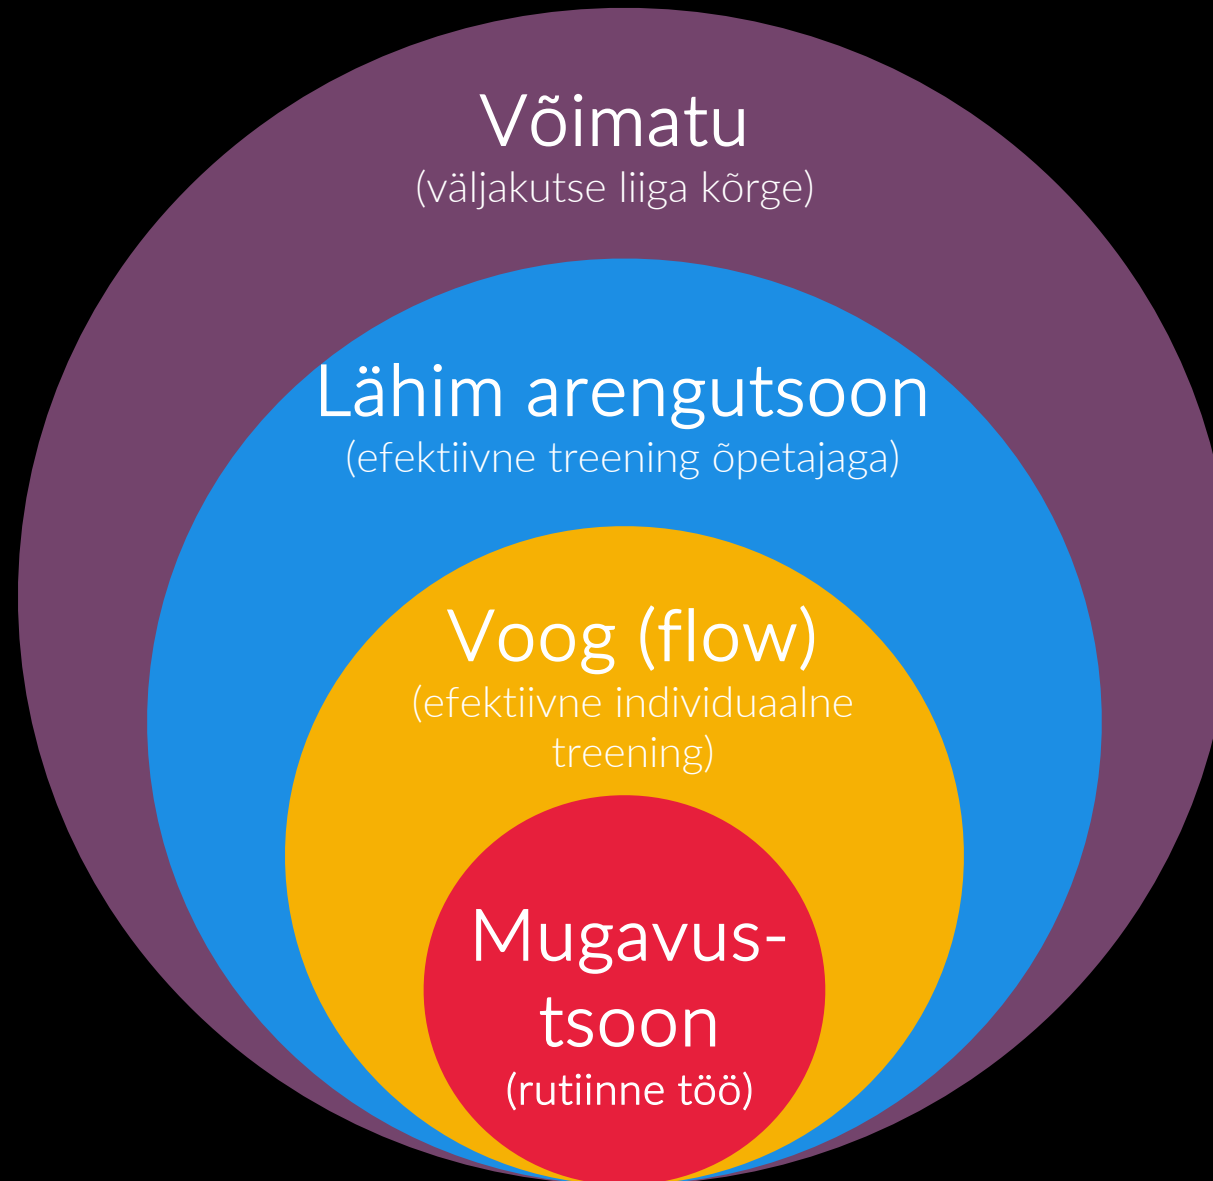 Võimatu
(väljakutse liiga kõrge)
Lähim arengutsoon
(efektiivne treening õpetajaga)
Voog (flow)
(efektiivne individuaalne
treening)
Mugavus-
tsoon
(rutiinne töö)